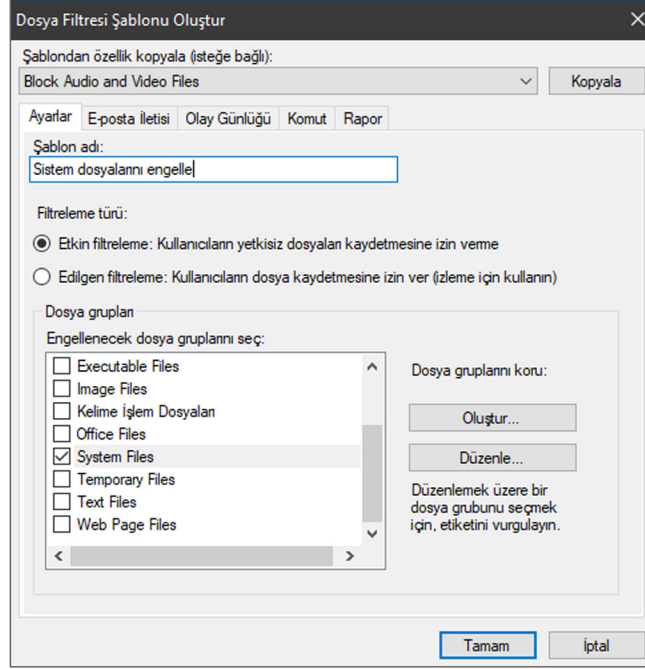 Dosya Filtresi Şablonu Oluştur
Şablondan özellik kopyala (isteğe bağlı):
Block Audio and Video Files
Kopyala
Ayarlar
E-posta İletisi
Olay Günlüğü
Komut
Rapor
Şablon adı:
Sistem dosyalarını engelle
Filtreleme türü:
Etkin filtreleme: Kullanıcıların yetkisiz dosyaları kaydetmesine izin verme
Edilgen filtreleme: Kullanıcıların dosya kaydetmesine izin ver (izleme için kullanın)
Dosya grupları
Engellenecek dosya gruplarını seç:
Executable Files
Image Files
Kelime İşlem Dosyaları
Office Files
System Files
Temporary Files
Text Files
Web Page Files
Dosya gruplarını koru:
Oluştur...
Düzenle...
Düzenlemek üzere bir
dosya grubunu seçmek
için, etiketini vurgulayın.
Tamam
İptal